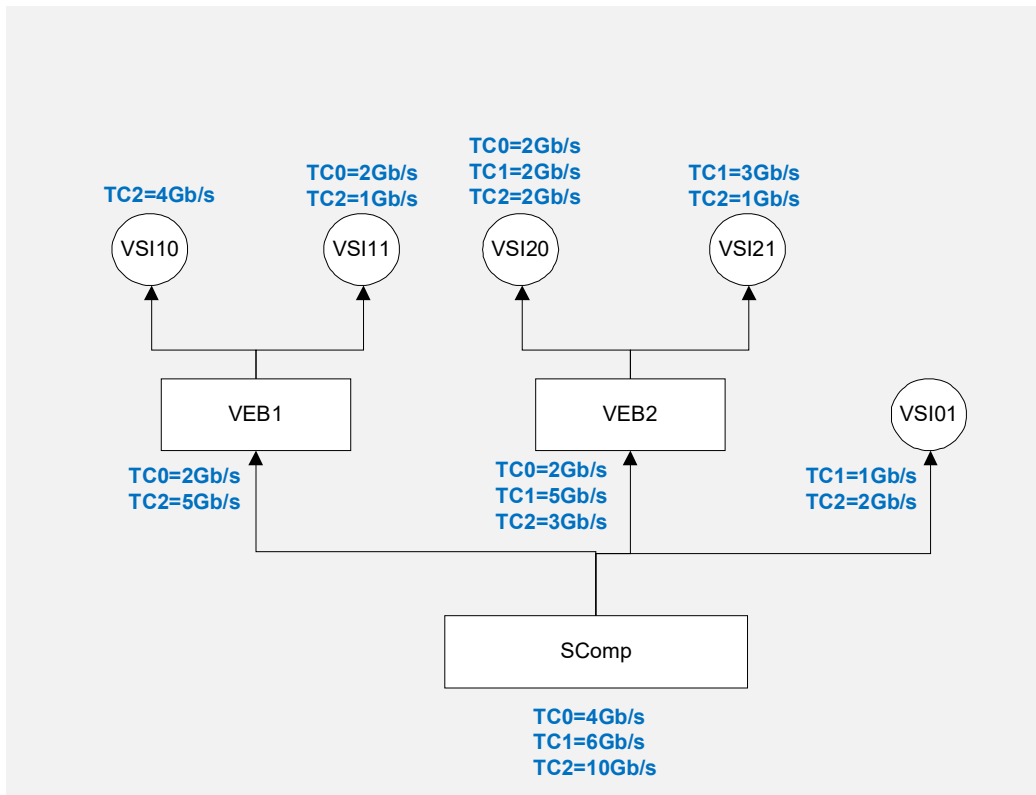 TC2=4Gb/s
TC0=2Gb/s
TC2=1Gb/s
TC0=2Gb/s
TC1=2Gb/s
TC2=2Gb/s
TC1=3Gb/s
TC2=1Gb/s
VSI10
VSI11
VSI20
VSI21
VEB1
VEB2
VSI01
TC0=2Gb/s
TC2=5Gb/s
TC0=2Gb/s
TC1=5Gb/s
TC2=3Gb/s
TC1=1Gb/s
TC2=2Gb/s
SComp
TC0=4Gb/s
TC1=6Gb/s
TC2=10Gb/s